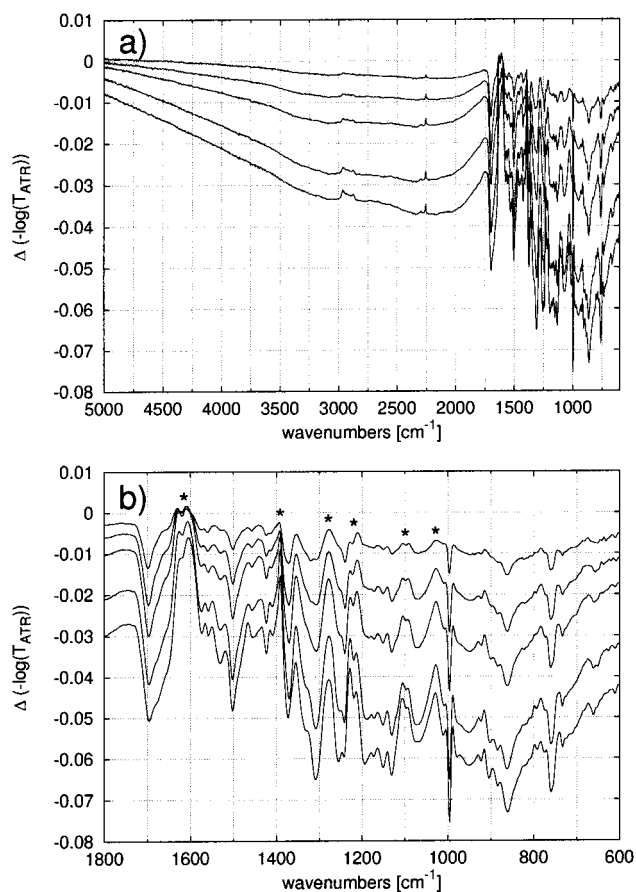 a)
0.01
0
-0.01
-0.02
-0.03
-0.04
-0.05
-0.06
-0.07
-0.08
Δ (-log(T_ATR))
5000 4500 4000 3500 3000 2500 2000 1500 1000
wavenumbers [cm⁻¹]
b)
0.01
0
-0.01
-0.02
-0.03
-0.04
-0.05
-0.06
-0.07
-0.08
Δ (-log(T_ATR))
* * * * * *
1800 1600 1400 1200 1000 800 600
wavenumbers [cm⁻¹]